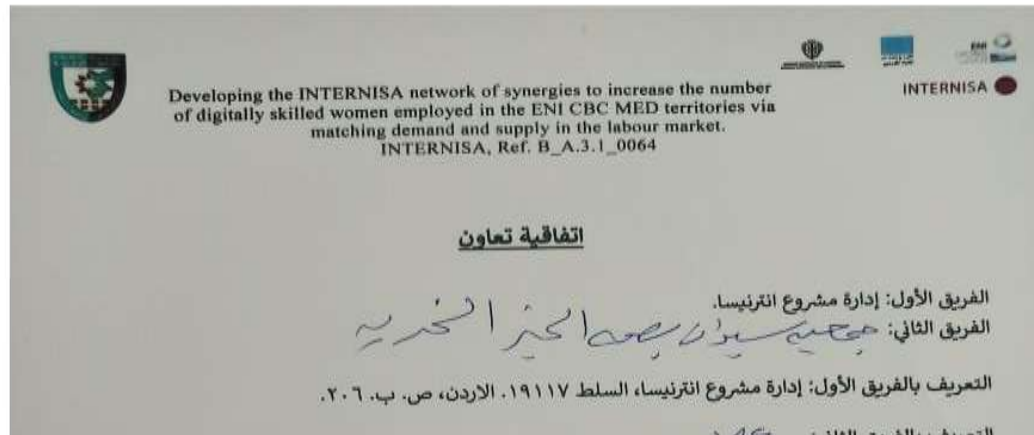 ENI
INTERNISA
Developing the INTERNISA network of synergies to increase the number
of digitally skilled women employed in the ENI CBC MED territories via
matching demand and supply in the labour market.
INTERNISA, Ref. B_A.3.1_0064
اتفاقية تعاون
الفريق الأول: إدارة مشروع انترنيسا.
الفريق الثاني: جمعية سيدات بصمة الخير الخيرية
التعريف بالفريق الأول: إدارة مشروع انترنيسا، السلط ١٩١١٧. الاردن، ص. ب. ٢٠٦.